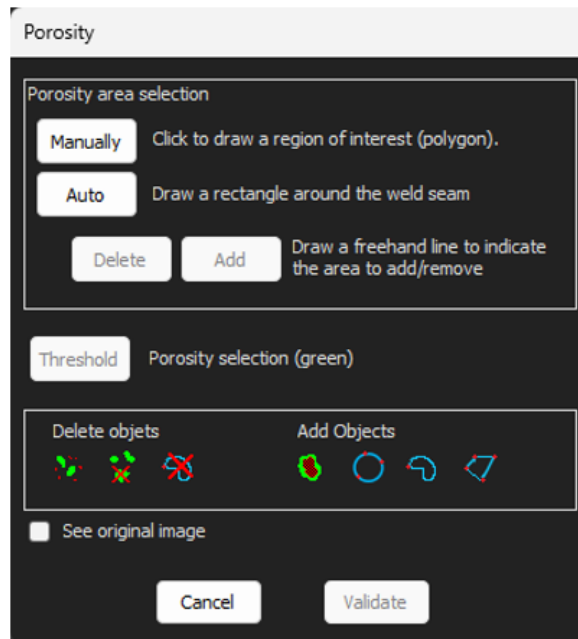 Porosity
Porosity area selection
Manually Click to draw a region of interest (polygon).
Auto Draw a rectangle around the weld seam
Delete Add Draw a freehand line to indicate
the area to add/remove
Threshold Porosity selection (green)
Delete objets Add Objects
See original image
Cancel Validate